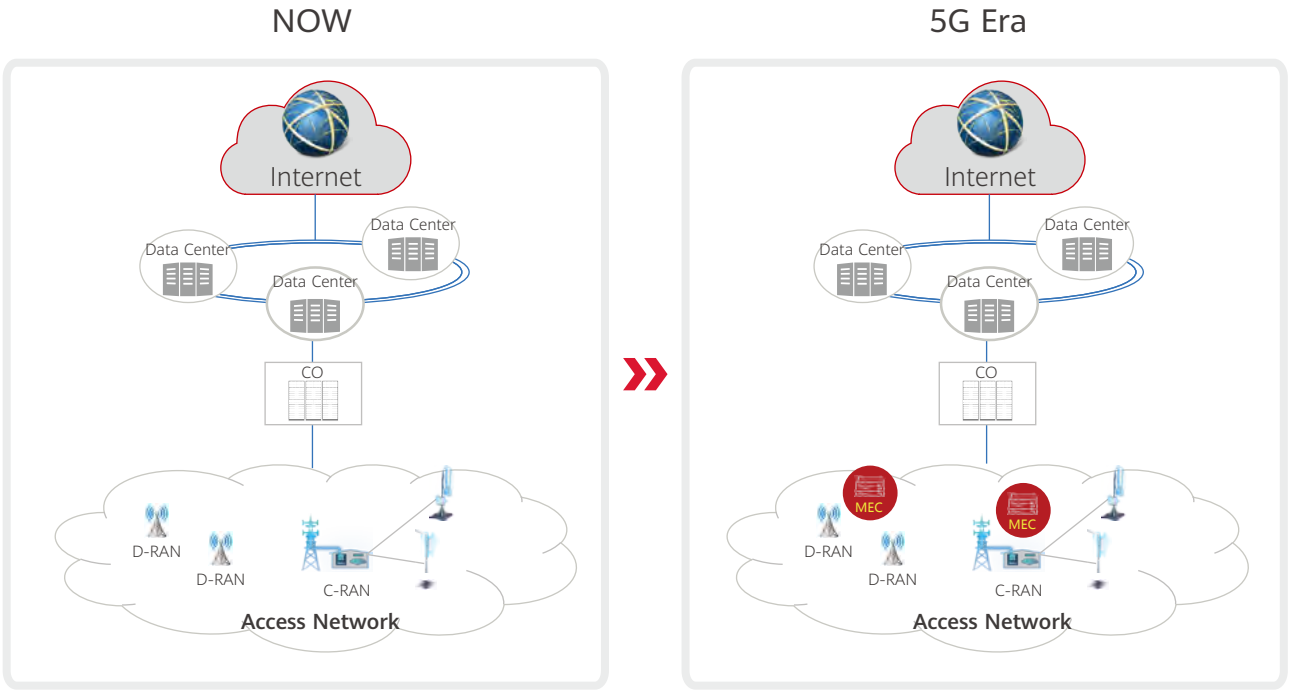 NOW
5G Era
Internet
Data Center
Data Center
Data Center
CO
D-RAN
D-RAN
C-RAN
Access Network
Internet
Data Center
Data Center
Data Center
CO
MEC
MEC
D-RAN
D-RAN
C-RAN
Access Network